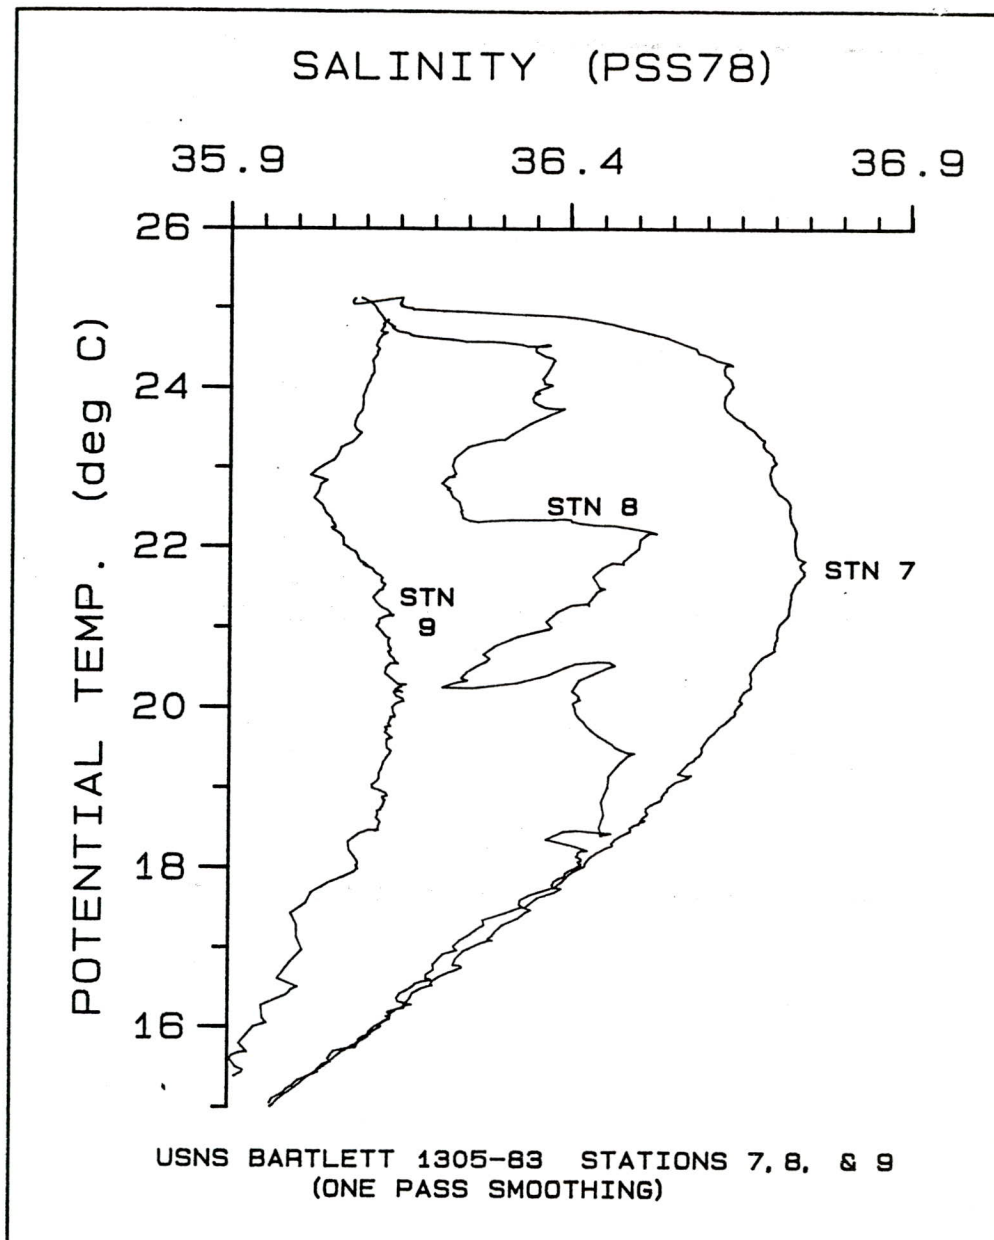 SALINITY (PSS78)
35.9 36.4 36.9
26
24
22
20
18
16
POTENTIAL TEMP. (deg C)
STN 8
STN 7
STN
9
USNS BARTLETT 1305-83 STATIONS 7, 8, & 9
(ONE PASS SMOOTHING)